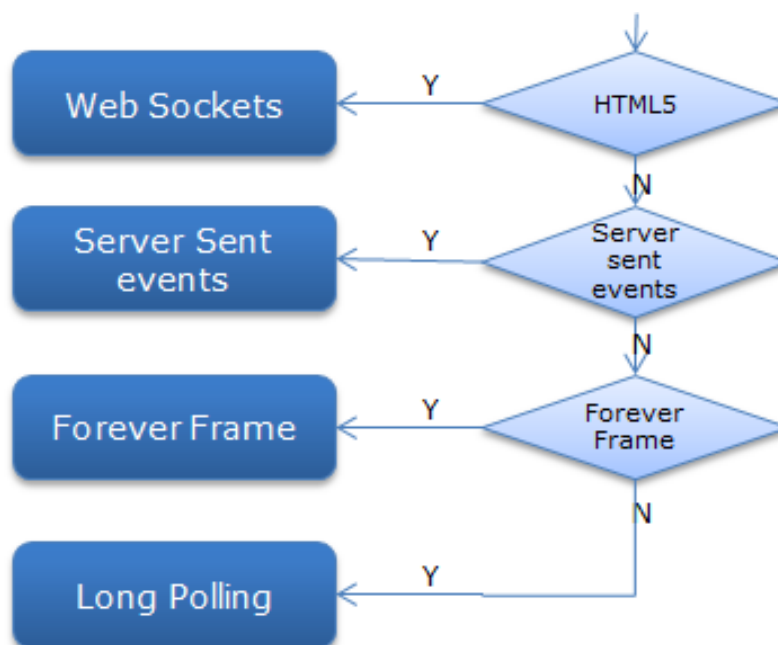 Web Sockets
Y
HTML5
N
Server Sent
events
Y
Server
sent
events
N
Forever Frame
Y
Forever
Frame
N
Long Polling
Y